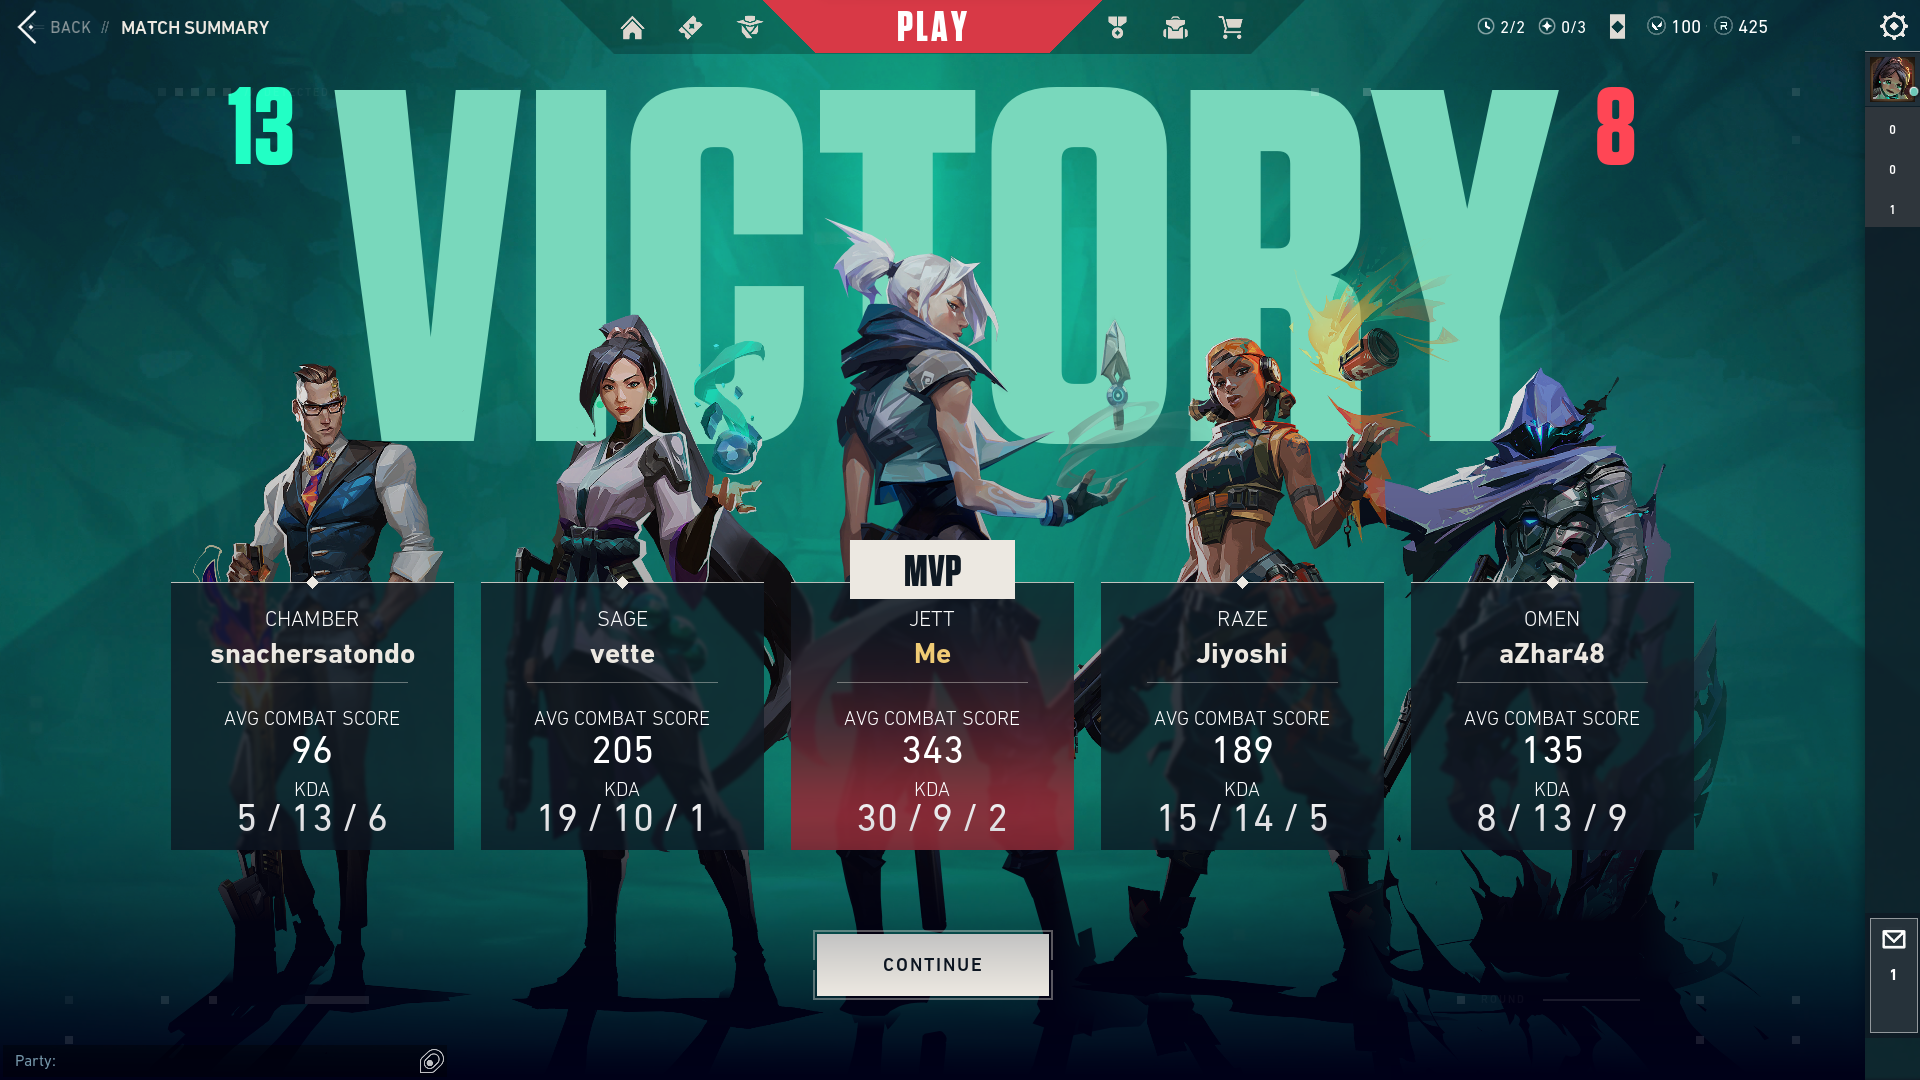 BACK // MATCH SUMMARY
PLAY
2/2 0/3 100 R 425
13 VICTORY 8
0
0
1
MVP
CHAMBER
snachersatondo
AVG COMBAT SCORE
96
KDA
5 / 13 / 6
SAGE
vette
AVG COMBAT SCORE
205
KDA
19 / 10 / 1
JETT
Me
AVG COMBAT SCORE
343
KDA
30 / 9 / 2
RAZE
Jiyoshi
AVG COMBAT SCORE
189
KDA
15 / 14 / 5
OMEN
aZhar48
AVG COMBAT SCORE
135
KDA
8 / 13 / 9
CONTINUE
ROUND
1
Party: